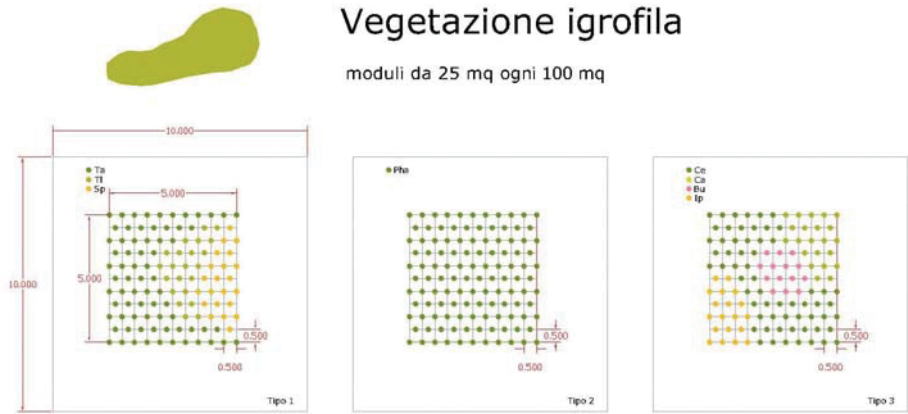 Vegetazione igrofila
moduli da 25 mq ogni 100 mq
10.000
Ta
Tl
Sp
5.000
5.000
10.000
0.500
0.500
Tipo 1
Pha
0.500
0.500
Tipo 2
Ce
Ca
Bu
Ip
0.500
0.500
Tipo 3